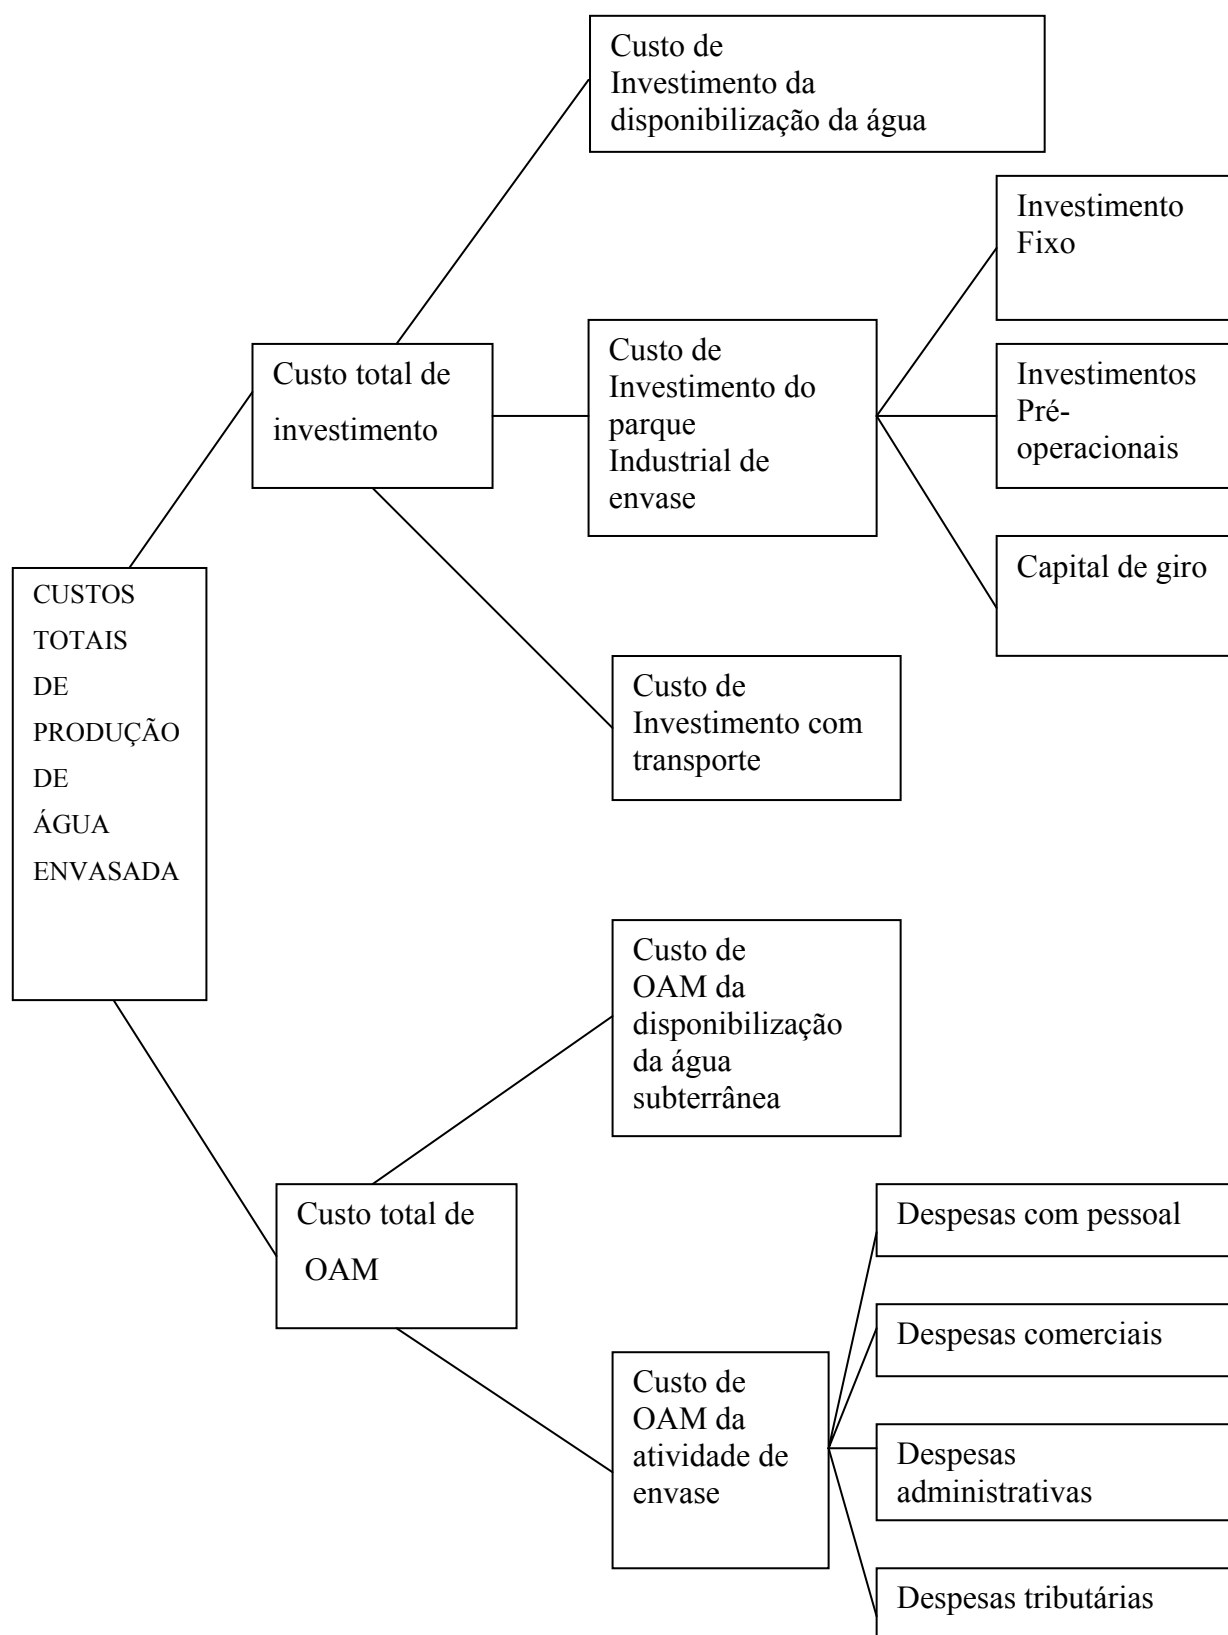 Custo de
Investimento da
disponibilização da água
Investimento
Fixo
Custo total de
investimento
Custo de
Investimento do
parque
Industrial de
envase
Investimentos
Pré-
operacionais
Capital de giro
CUSTOS
TOTAIS
DE
PRODUÇÃO
DE
ÁGUA
ENVASADA
Custo de
Investimento com
transporte
Custo de
OAM da
disponibilização
da água
subterrânea
Custo total de
OAM
Despesas com pessoal
Despesas comerciais
Custo de
OAM da
atividade de
envase
Despesas
administrativas
Despesas tributárias